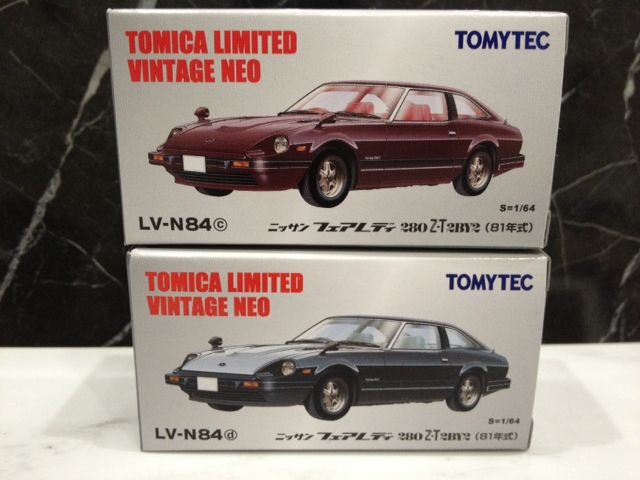 TOMICA LIMITED
VINTAGE NEO
TOMYTEC
S=1/64
LV-N84ⓒ
ニッサン フェアレディ 280 Z-T 2BY2 (81年式)
TOMICA LIMITED
VINTAGE NEO
TOMYTEC
S=1/64
LV-N84ⓓ
ニッサン フェアレディ 280 Z-T 2BY2 (81年式)